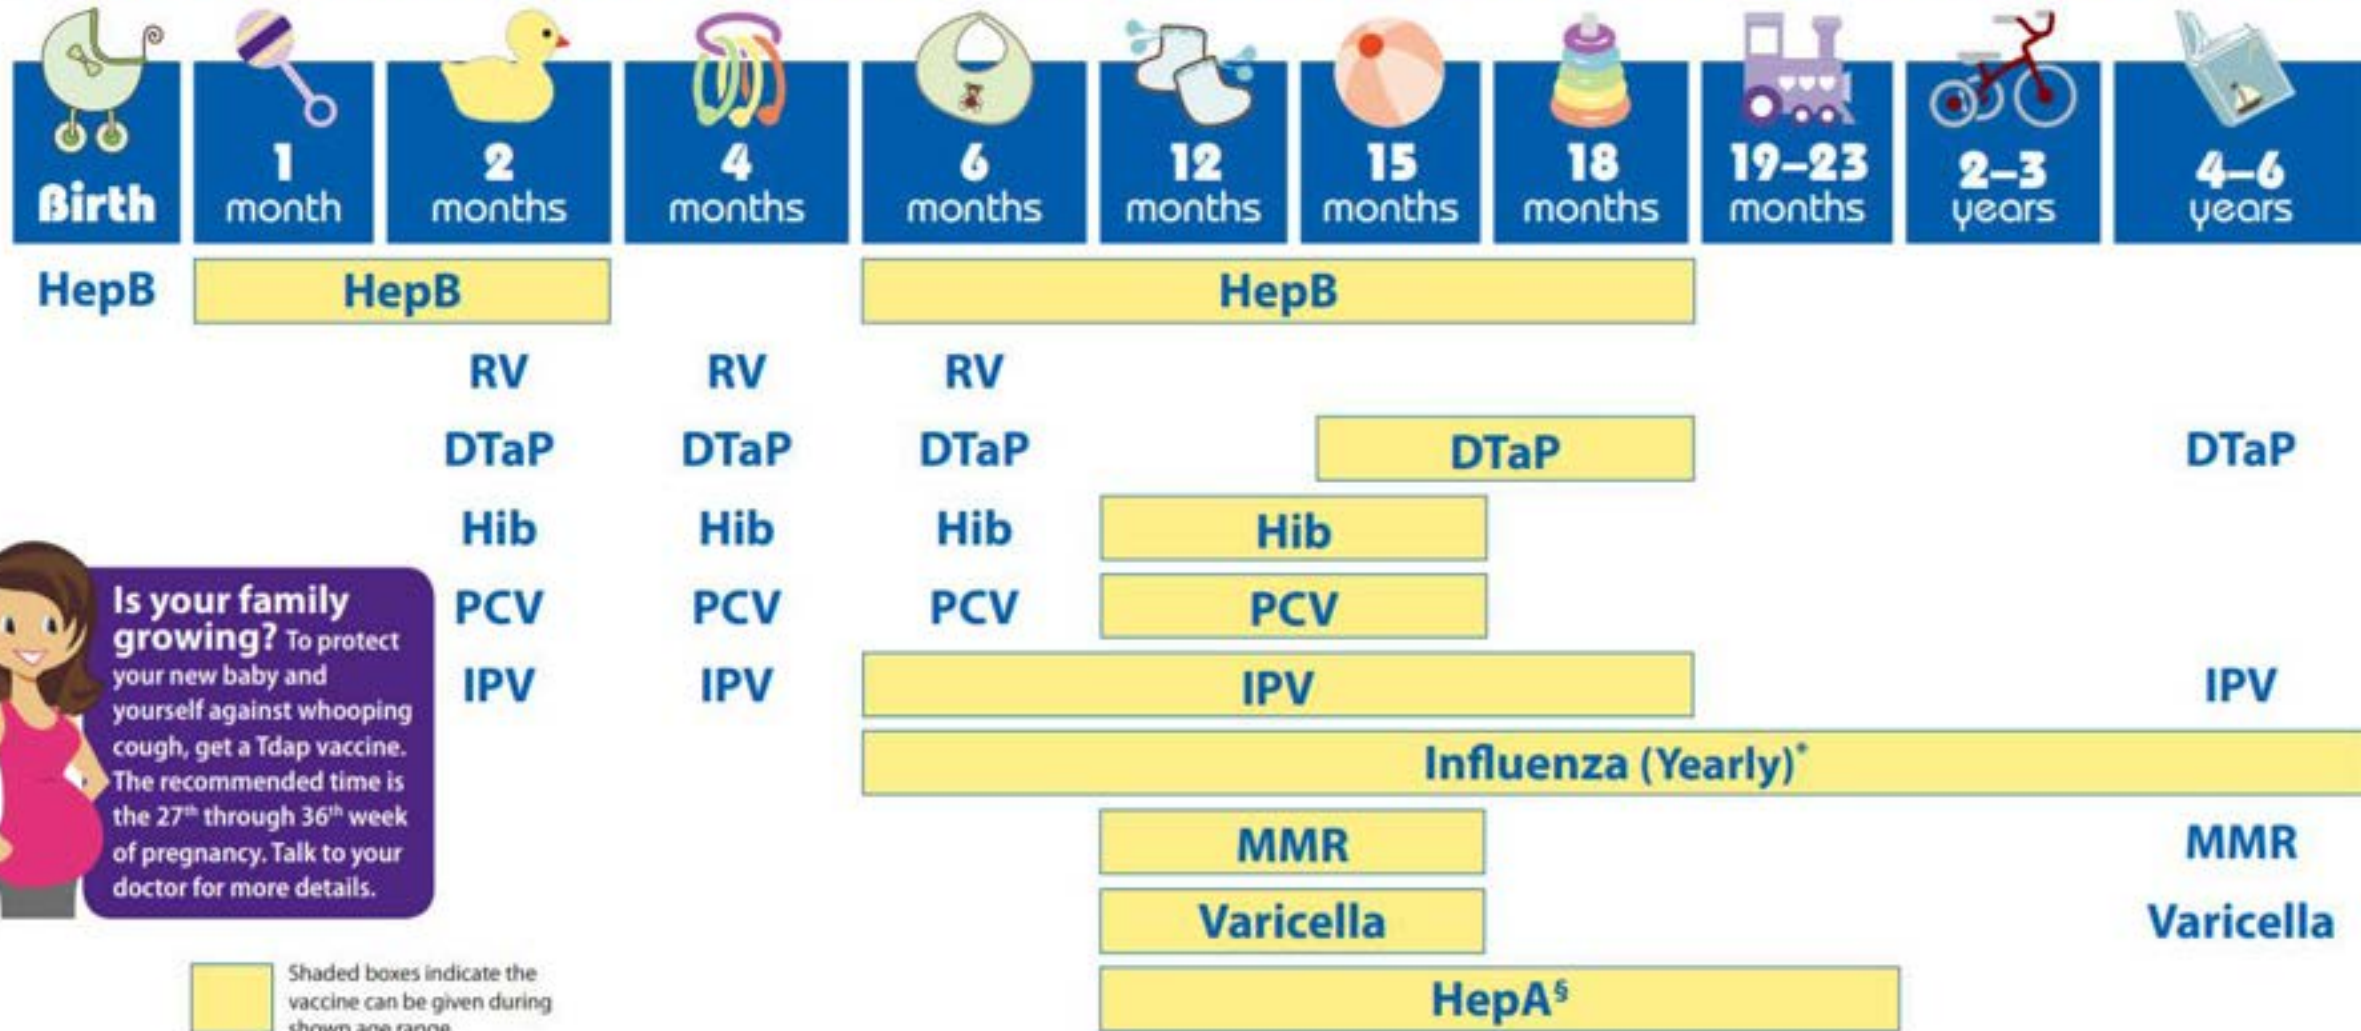 Birth
1 month
2 months
4 months
6 months
12 months
15 months
18 months
19–23 months
2–3 years
4–6 years
HepB HepB HepB
RV RV RV
DTaP DTaP DTaP DTaP DTaP
Hib Hib Hib Hib
PCV PCV PCV PCV
IPV IPV IPV IPV
Influenza (Yearly)*
MMR MMR
Varicella Varicella
HepA§
Is your family
growing? To protect
your new baby and
yourself against whooping
cough, get a Tdap vaccine.
The recommended time is
the 27th through 36th week
of pregnancy. Talk to your
doctor for more details.
Shaded boxes indicate the
vaccine can be given during
shown age range